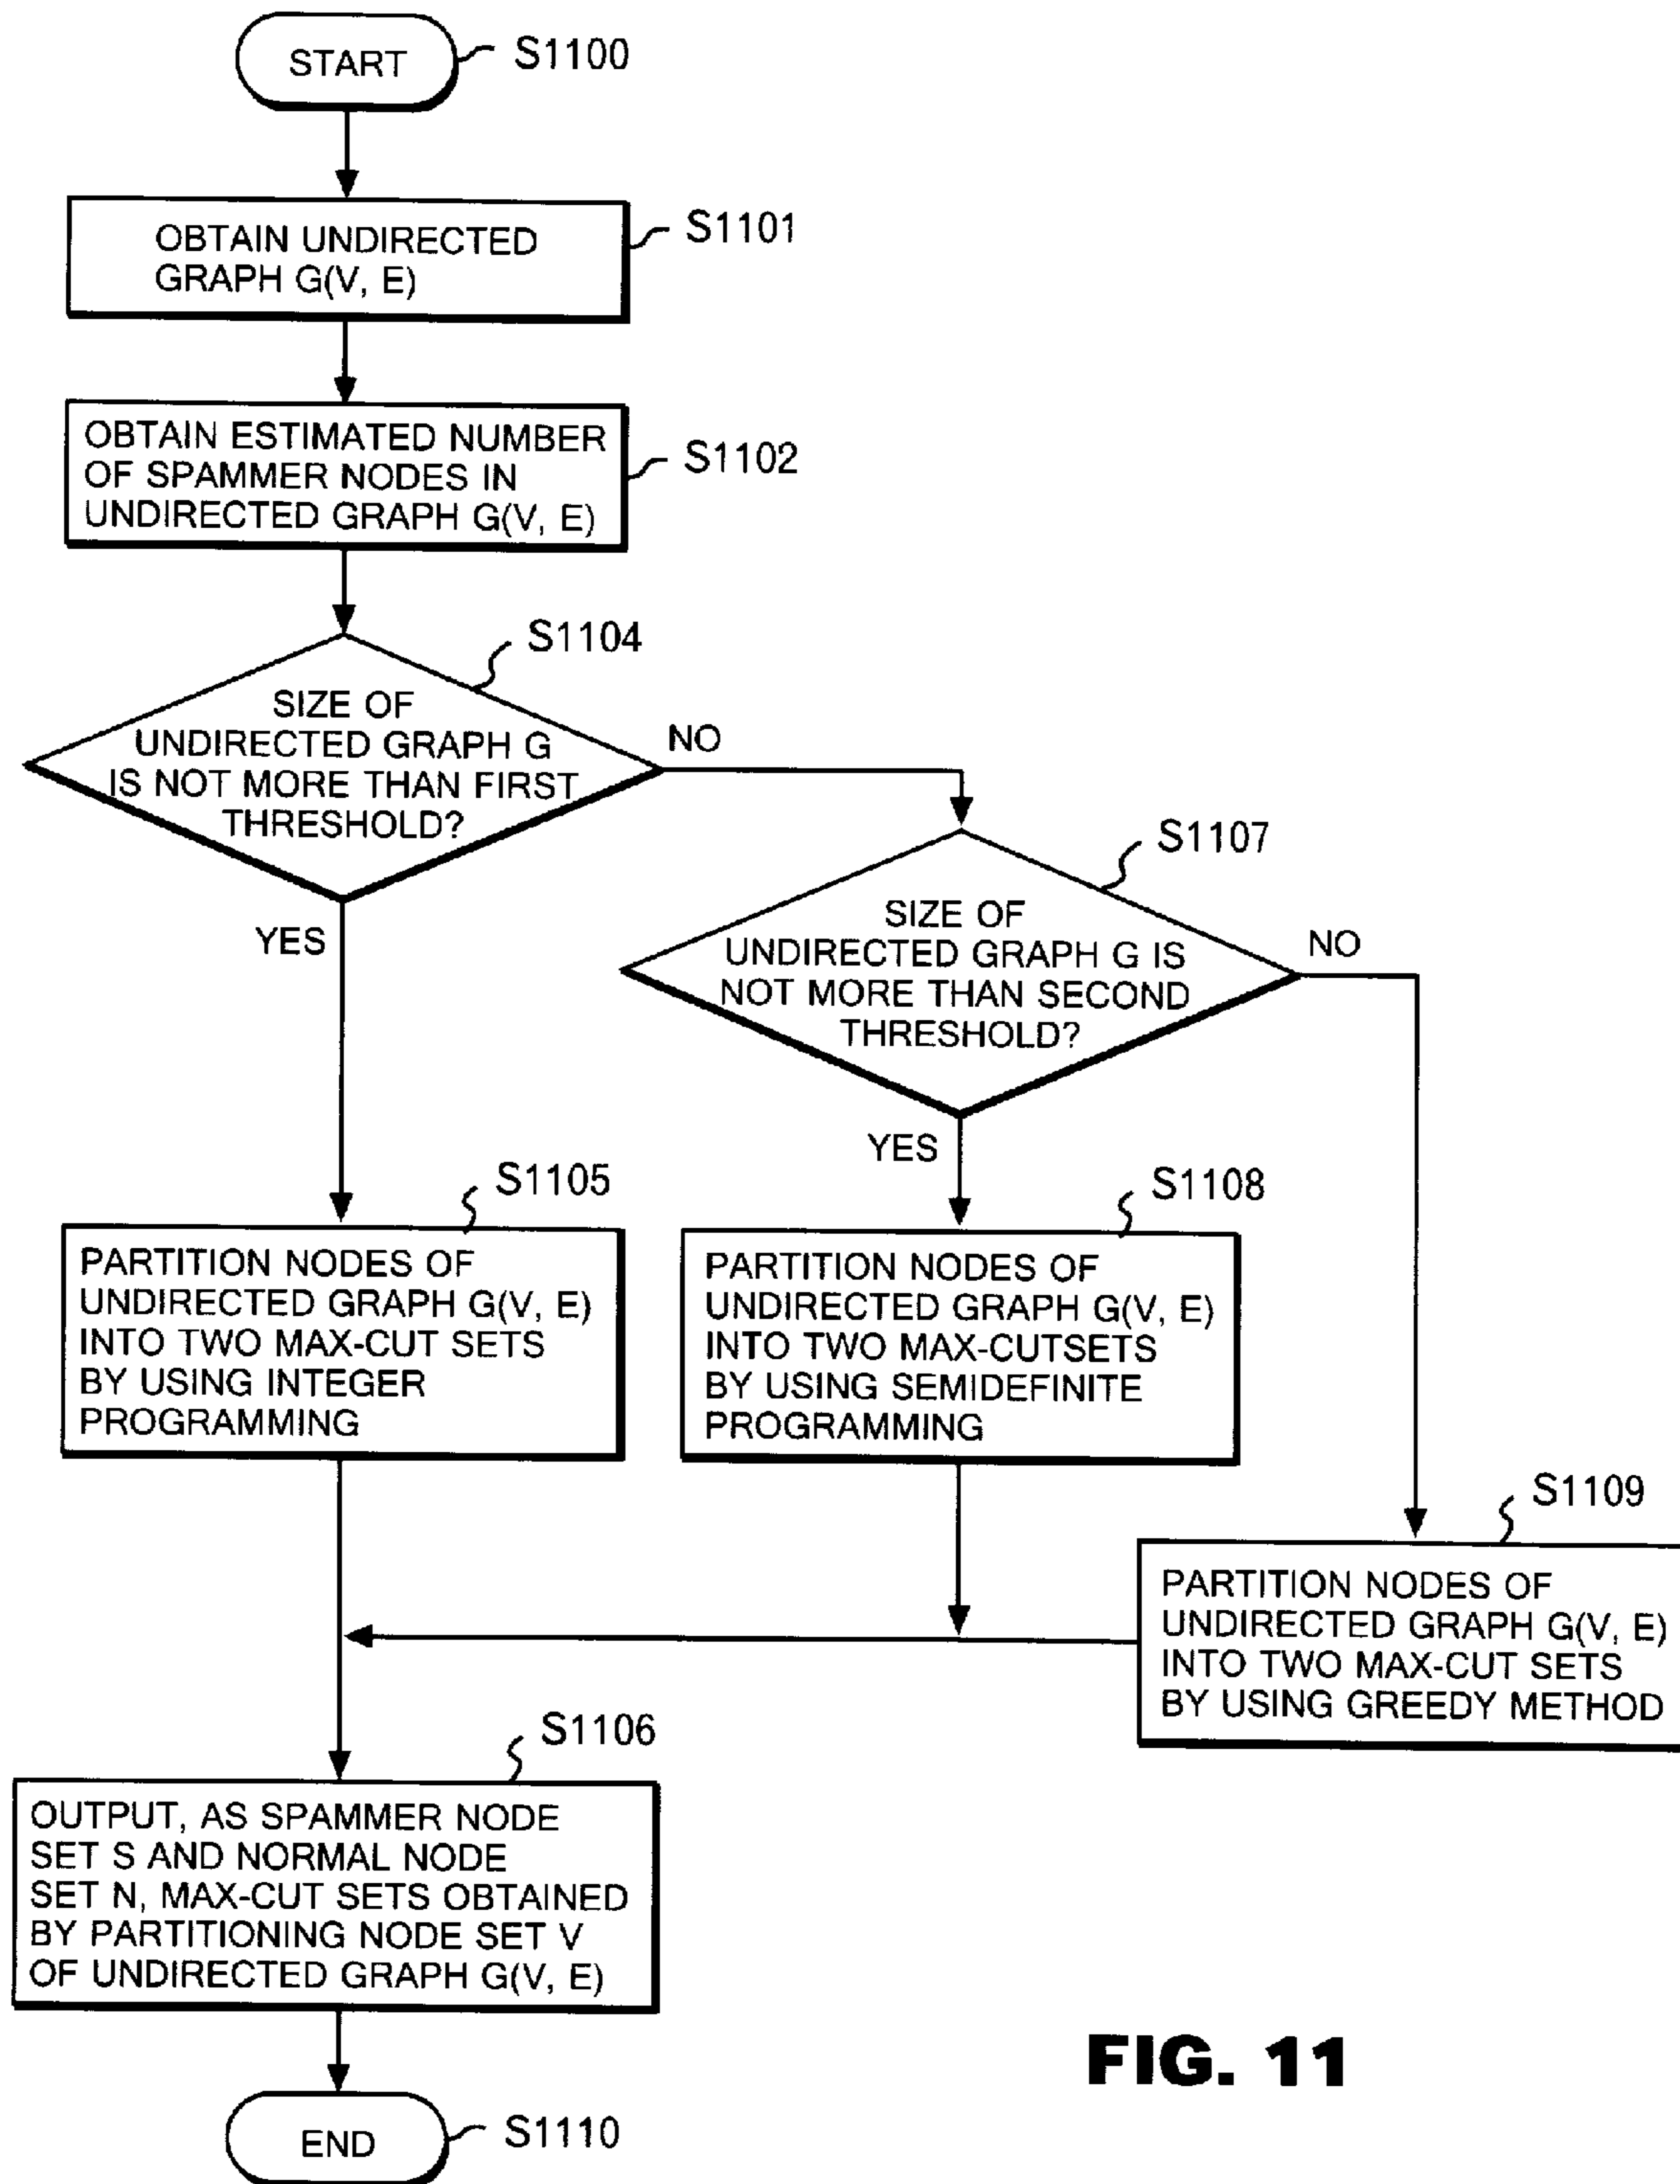 START
S1100
OBTAIN UNDIRECTED
GRAPH G(V, E)
S1101
OBTAIN ESTIMATED NUMBER
OF SPAMMER NODES IN
UNDIRECTED GRAPH G(V, E)
S1102
S1104
SIZE OF
UNDIRECTED GRAPH G
IS NOT MORE THAN FIRST
THRESHOLD?
NO
YES
S1107
SIZE OF
UNDIRECTED GRAPH G IS
NOT MORE THAN SECOND
THRESHOLD?
NO
YES
S1105
PARTITION NODES OF
UNDIRECTED GRAPH G(V, E)
INTO TWO MAX-CUT SETS
BY USING INTEGER
PROGRAMMING
S1108
PARTITION NODES OF
UNDIRECTED GRAPH G(V, E)
INTO TWO MAX-CUTSETS
BY USING SEMIDEFINITE
PROGRAMMING
S1109
PARTITION NODES OF
UNDIRECTED GRAPH G(V, E)
INTO TWO MAX-CUT SETS
BY USING GREEDY METHOD
S1106
OUTPUT, AS SPAMMER NODE
SET S AND NORMAL NODE
SET N, MAX-CUT SETS OBTAINED
BY PARTITIONING NODE SET V
OF UNDIRECTED GRAPH G(V, E)
END
S1110
FIG. 11